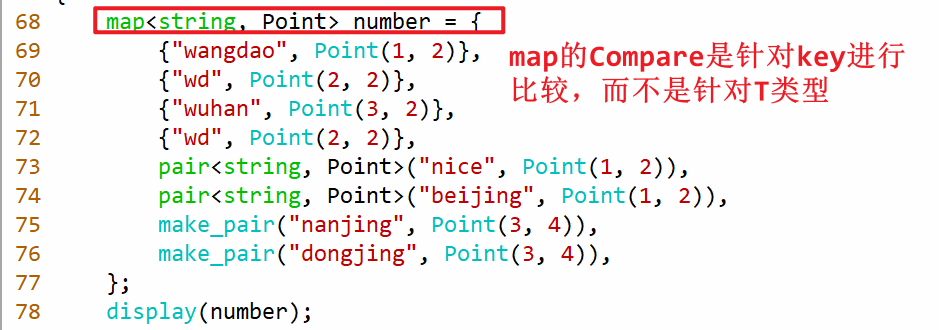 68 map<string, Point> number = {
69 {"wangdao", Point(1, 2)},
70 {"wd", Point(2, 2)},
71 {"wuhan", Point(3, 2)},
72 {"wd", Point(2, 2)},
73 pair<string, Point>("nice", Point(1, 2)),
74 pair<string, Point>("beijing", Point(1, 2)),
75 make_pair("nanjing", Point(3, 4)),
76 make_pair("dongjing", Point(3, 4)),
77 };
78 display(number);
map的Compare是针对key进行
比较，而不是针对T类型